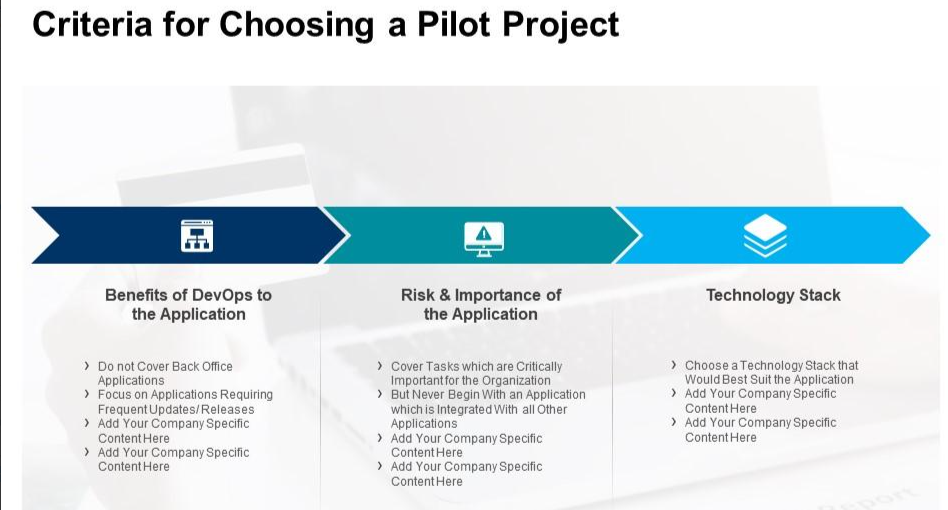 Criteria for Choosing a Pilot Project
Benefits of DevOps to
the Application
› Do not Cover Back Office
Applications
› Focus on Applications Requiring
Frequent Updates/ Releases
› Add Your Company Specific
Content Here
› Add Your Company Specific
Content Here
Risk & Importance of
the Application
› Cover Tasks which are Critically
Important for the Organization
› But Never Begin With an Application
which is Integrated With all Other
Applications
› Add Your Company Specific
Content Here
› Add Your Company Specific
Content Here
Technology Stack
› Choose a Technology Stack that
Would Best Suit the Application
› Add Your Company Specific
Content Here
› Add Your Company Specific
Content Here
Report